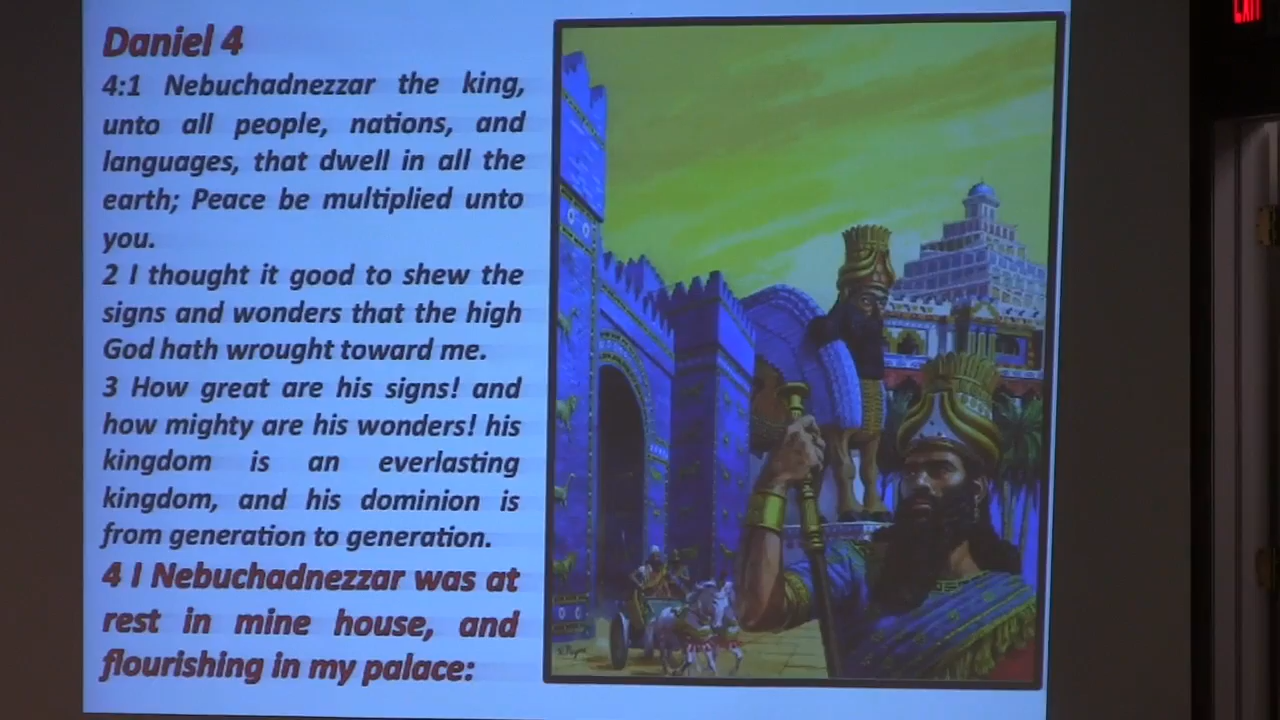 Daniel 4
4:1 Nebuchadnezzar the king,
unto all people, nations, and
languages, that dwell in all the
earth; Peace be multiplied unto
you.
2 I thought it good to shew the
signs and wonders that the high
God hath wrought toward me.
3 How great are his signs! and
how mighty are his wonders! his
kingdom is an everlasting
kingdom, and his dominion is
from generation to generation.
4 I Nebuchadnezzar was at
rest in mine house, and
flourishing in my palace:
EXIT